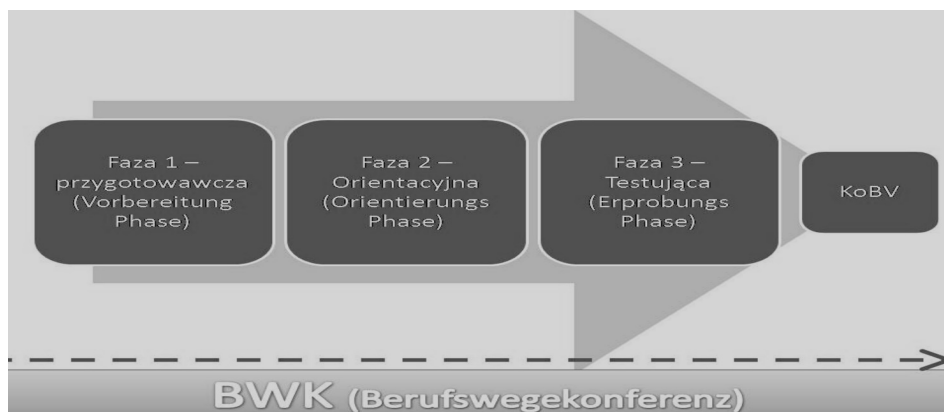 Faza 1 –
przygotowawcza
(Vorbereitung
Phase)
Faza 2 –
Orientacyjna
(Orientierungs
Phase)
Faza 3 –
Testująca
(Erprobungs
Phase)
KoBV
BWK (Berufswegekonferenz)